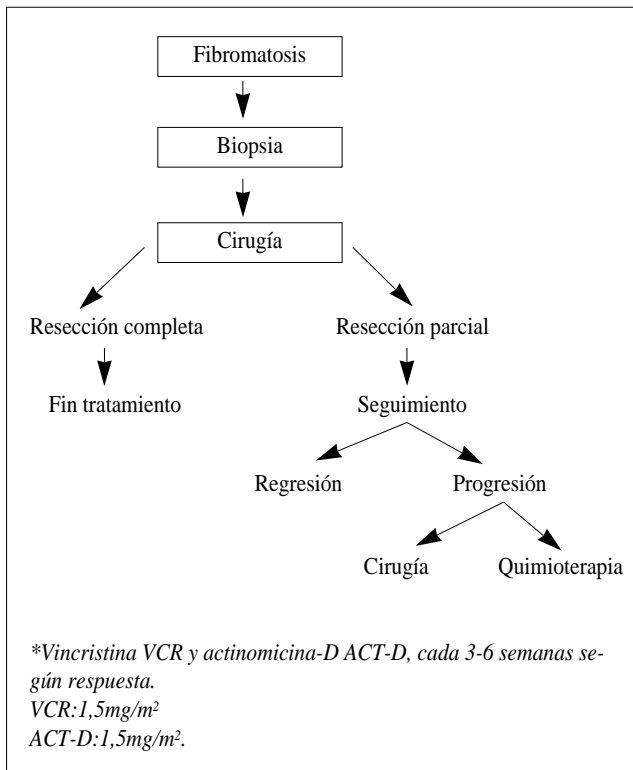 Fibromatosis
Biopsia
Cirugía
Resección completa
Resección parcial
Fin tratamiento
Seguimiento
Regresión
Progresión
Cirugía
Quimioterapia
*Vincristina VCR y actinomicina-D ACT-D, cada 3-6 semanas se-
gún respuesta.
VCR:1,5mg/m²
ACT-D:1,5mg/m².